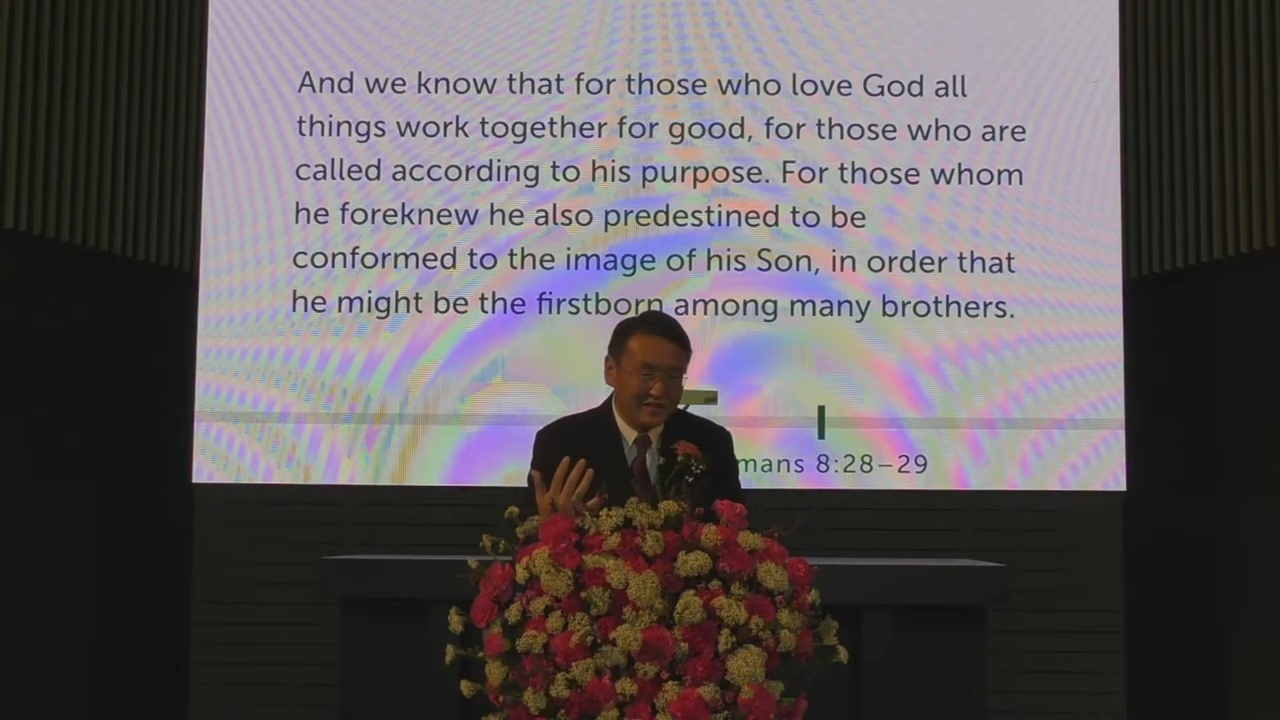 And we know that for those who love God all
things work together for good, for those who are
called according to his purpose. For those whom
he foreknew he also predestined to be
conformed to the image of his Son, in order that
he might be the firstborn among many brothers.
mans 8:28–29